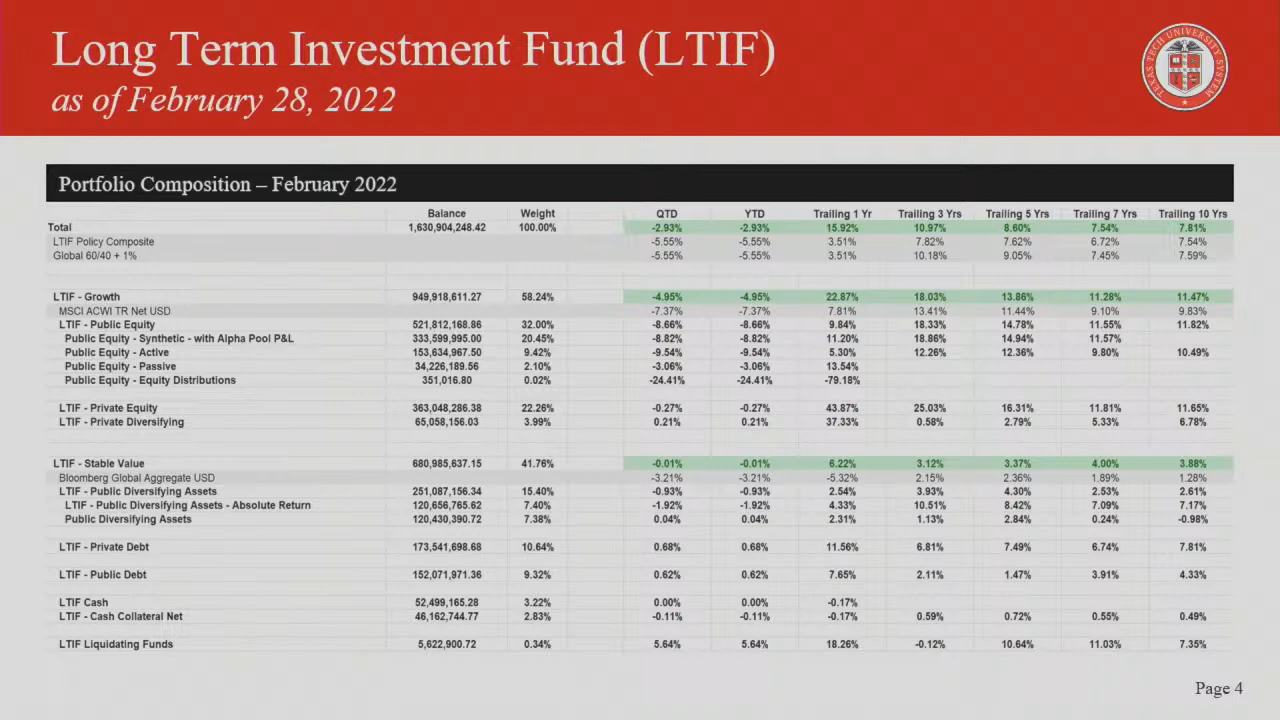 Long Term Investment Fund (LTIF)
as of February 28, 2022
TEXAS TECH UNIVERSITY SYSTEM
Portfolio Composition – February 2022
Balance Weight QTD YTD Trailing 1 Yr Trailing 3 Yrs Trailing 5 Yrs Trailing 7 Yrs Trailing 10 Yrs
Total 1,630,904,248.42 100.00% -2.93% -2.93% 15.92% 10.97% 8.60% 7.54% 7.81%
LTIF Policy Composite -5.55% -5.55% 3.51% 7.82% 7.62% 6.72% 7.54%
Global 60/40 + 1% -5.55% -5.55% 3.51% 10.18% 9.05% 7.45% 7.59%
LTIF - Growth 949,918,611.27 58.24% -4.95% -4.95% 22.87% 18.03% 13.86% 11.28% 11.47%
MSCI ACWI TR Net USD -7.37% -7.37% 7.81% 13.41% 11.44% 9.10% 9.83%
LTIF - Public Equity 521,812,168.86 32.00% -8.66% -8.66% 9.84% 18.33% 14.78% 11.55% 11.82%
Public Equity - Synthetic - with Alpha Pool P&L 333,599,995.00 20.45% -8.82% -8.82% 11.20% 18.86% 14.94% 11.57%
Public Equity - Active 153,634,967.50 9.42% -9.54% -9.54% 5.30% 12.26% 12.36% 9.80% 10.49%
Public Equity - Passive 34,226,189.56 2.10% -3.06% -3.06% 13.54%
Public Equity - Equity Distributions 351,016.80 0.02% -24.41% -24.41% -79.18%
LTIF - Private Equity 363,048,286.38 22.26% -0.27% -0.27% 43.87% 25.03% 16.31% 11.81% 11.65%
LTIF - Private Diversifying 65,058,156.03 3.99% 0.21% 0.21% 37.33% 0.58% 2.79% 5.33% 6.78%
LTIF - Stable Value 680,985,637.15 41.76% -0.01% -0.01% 6.22% 3.12% 3.37% 4.00% 3.88%
Bloomberg Global Aggregate USD -3.21% -3.21% -5.32% 2.15% 2.36% 1.89% 1.28%
LTIF - Public Diversifying Assets 251,087,156.34 15.40% -0.93% -0.93% 2.54% 3.93% 4.30% 2.53% 2.61%
LTIF - Public Diversifying Assets - Absolute Return 120,656,765.62 7.40% -1.92% -1.92% 4.33% 10.51% 8.42% 7.09% 7.17%
Public Diversifying Assets 120,430,390.72 7.38% 0.04% 0.04% 2.31% 1.13% 2.84% 0.24% -0.98%
LTIF - Private Debt 173,541,698.68 10.64% 0.68% 0.68% 11.56% 6.81% 7.49% 6.74% 7.81%
LTIF - Public Debt 152,071,971.36 9.32% 0.62% 0.62% 7.65% 2.11% 1.47% 3.91% 4.33%
LTIF Cash 52,499,165.28 3.22% 0.00% 0.00% -0.17%
LTIF - Cash Collateral Net 46,162,744.77 2.83% -0.11% -0.11% -0.17% 0.59% 0.72% 0.55% 0.49%
LTIF Liquidating Funds 5,622,900.72 0.34% 5.64% 5.64% 18.26% -0.12% 10.64% 11.03% 7.35%
Page 4